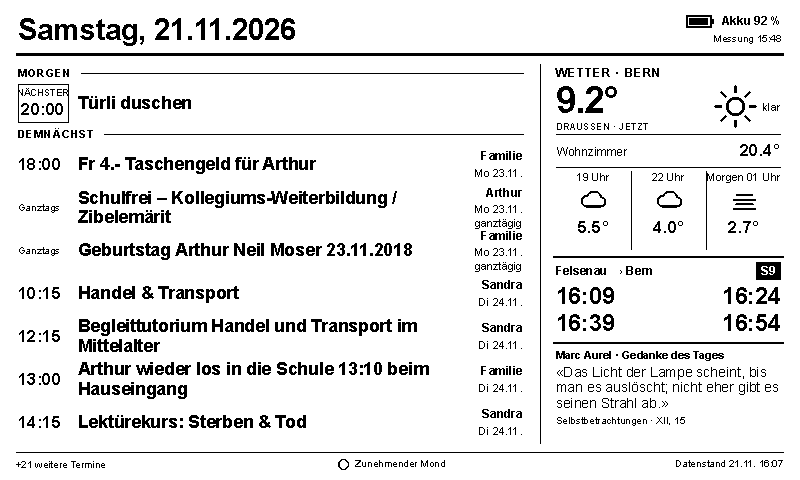 Samstag, 21.11.2026
Akku 92 %
Messung 15:48
MORGEN
NÄCHSTER
20:00 Türli duschen
DEMNÄCHST
18:00 Fr 4.- Taschengeld für Arthur Familie
Mo 23.11.
Ganztags Schulfrei – Kollegiums-Weiterbildung / Zibelemärit Arthur
Mo 23.11.
ganztägig
Ganztags Geburtstag Arthur Neil Moser 23.11.2018 Familie
Mo 23.11.
ganztägig
10:15 Handel & Transport Sandra
Di 24.11.
12:15 Begleittutorium Handel und Transport im
Mittelalter Sandra
Di 24.11.
13:00 Arthur wieder los in die Schule 13:10 beim
Hauseingang Familie
Di 24.11.
14:15 Lektürekurs: Sterben & Tod Sandra
Di 24.11.
WETTER · BERN
9.2° klar
DRAUSSEN · JETZT
Wohnzimmer 20.4°
19 Uhr 22 Uhr Morgen 01 Uhr
5.5° 4.0° 2.7°
Felsenau › Bern S9
16:09 16:24
16:39 16:54
Marc Aurel · Gedanke des Tages
«Das Licht der Lampe scheint, bis
man es auslöscht; nicht eher gibt es
seinen Strahl ab.»
Selbstbetrachtungen · XII, 15
+21 weitere Termine
Zunehmender Mond
Datenstand 21.11. 16:07